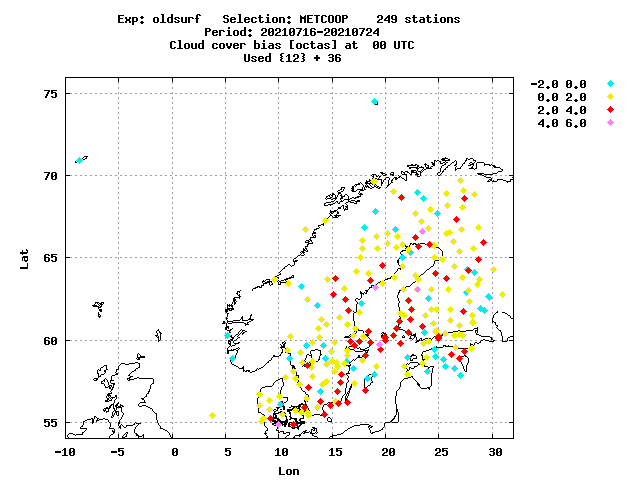 Exp: oldsurf   Selection: METCOOP    249 stations
Period: 20210716-20210724
Cloud cover bias [octas] at  00 UTC
Used {12} + 36
-2.0 0.0
0.0 2.0
2.0 4.0
4.0 6.0
75
70
65
60
55
Lat
-10 -5 0 5 10 15 20 25 30
Lon